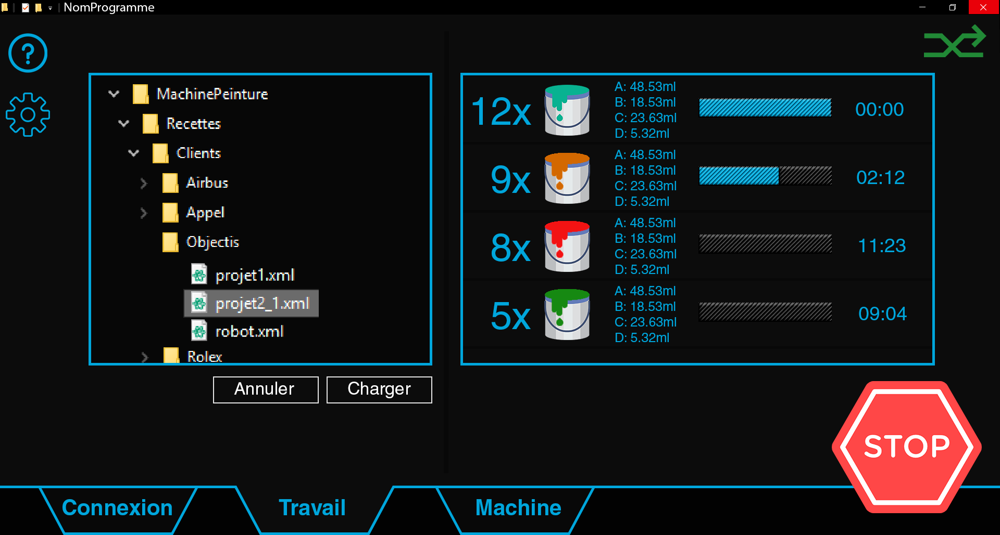 NomProgramme
?
MachinePeinture
Recettes
Clients
Airbus
Appel
Objectis
projet1.xml
projet2_1.xml
robot.xml
Rolex
Annuler
Charger
12x
A: 48.53ml
B: 18.53ml
C: 23.63ml
D: 5.32ml
00:00
9x
A: 48.53ml
B: 18.53ml
C: 23.63ml
D: 5.32ml
02:12
8x
A: 48.53ml
B: 18.53ml
C: 23.63ml
D: 5.32ml
11:23
5x
A: 48.53ml
B: 18.53ml
C: 23.63ml
D: 5.32ml
09:04
STOP
Connexion
Travail
Machine